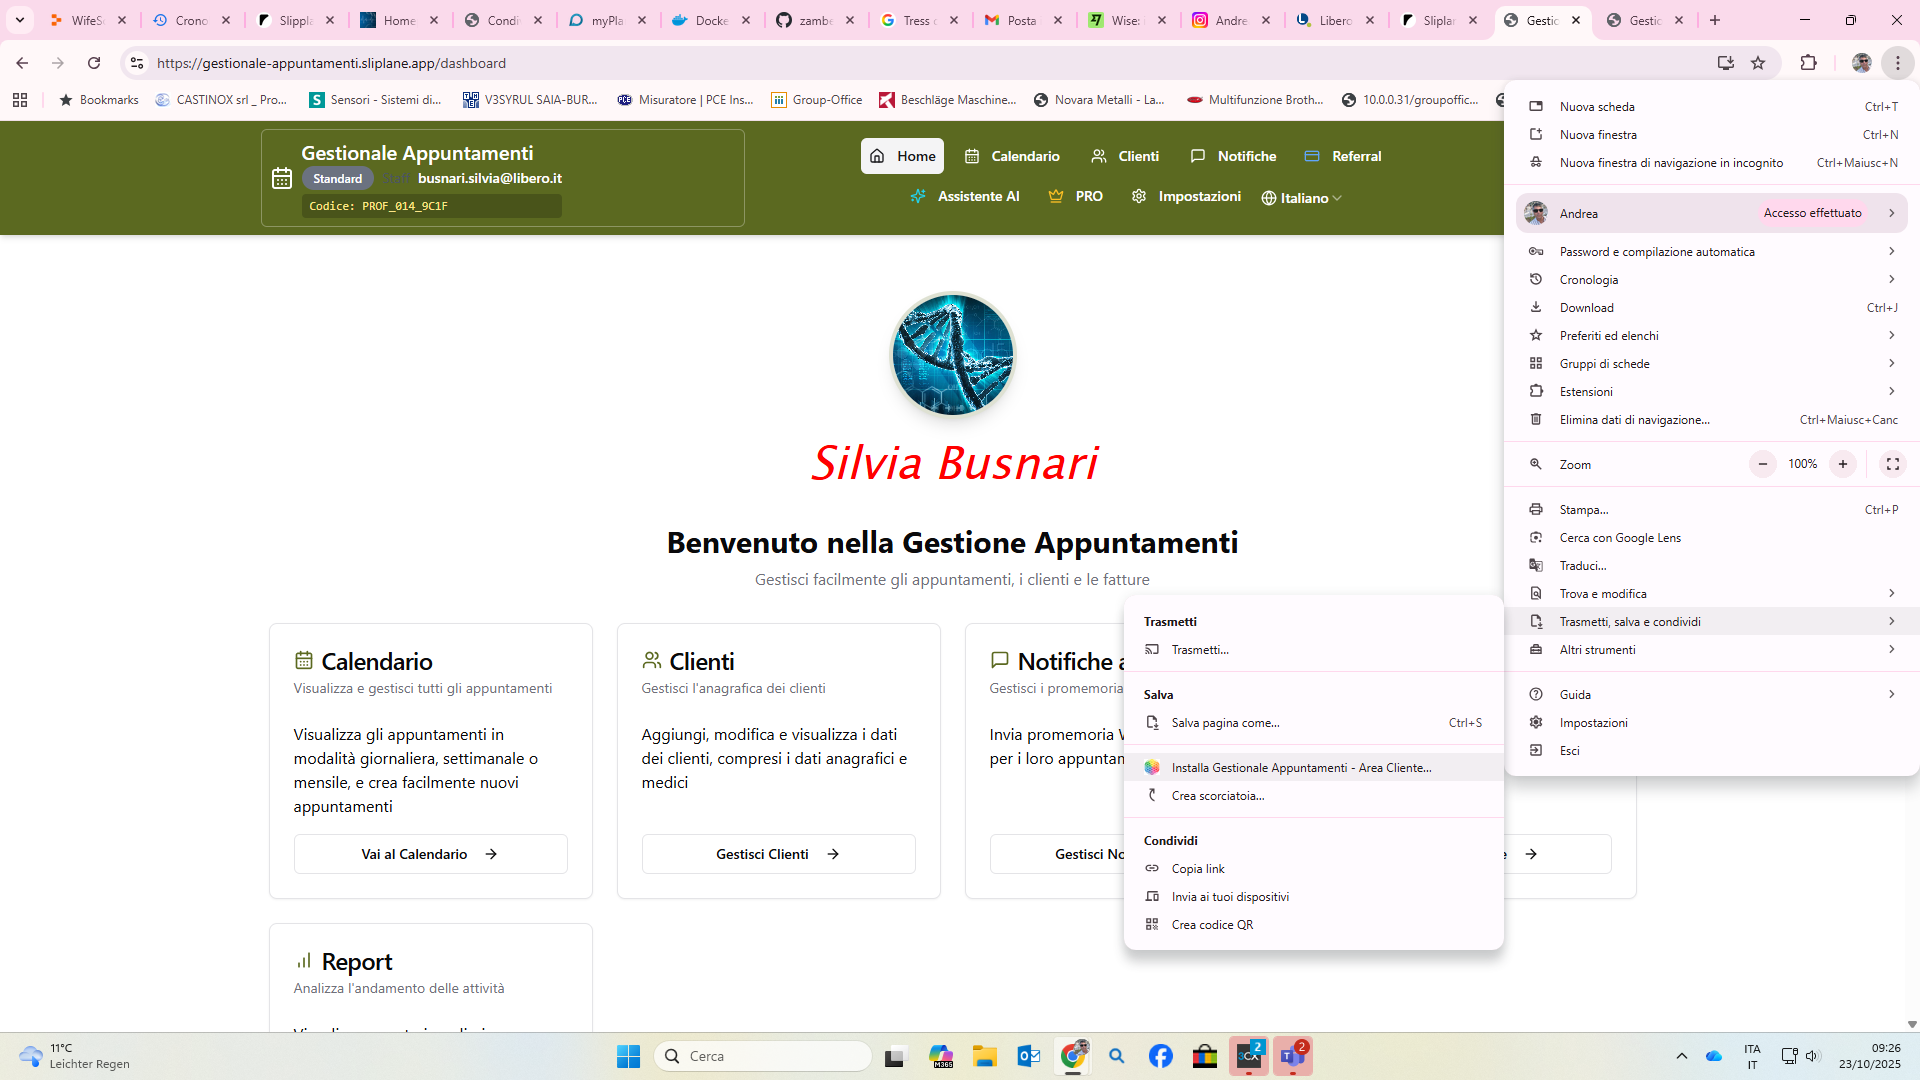 WifeSc
Crono
Slippla
Home
Condiv
myPla
Docke
zambe
Tress c
Posta
Wise:
Andre
Libero
Slipla
Gestio
Gestio
https://gestionale-appuntamenti.sliplane.app/dashboard
Bookmarks
CASTINOX srl _ Pro...
Sensori - Sistemi di...
V3SYRUL SAIA-BUR...
Misuratore | PCE Ins...
Group-Office
Beschläge Maschine...
Novara Metalli - La...
Multifunzione Broth...
10.0.0.31/groupoffic...
Gestionale Appuntamenti
Standard Staff busnari.silvia@libero.it
Codice: PROF_014_9C1F
Home
Calendario
Clienti
Notifiche
Referral
Assistente AI
PRO
Impostazioni
Italiano
Silvia Busnari
Benvenuto nella Gestione Appuntamenti
Gestisci facilmente gli appuntamenti, i clienti e le fatture
Calendario
Visualizza e gestisci tutti gli appuntamenti
Visualizza gli appuntamenti in
modalità giornaliera, settimanale o
mensile, e crea facilmente nuovi
appuntamenti
Vai al Calendario
Clienti
Gestisci l'anagrafica dei clienti
Aggiungi, modifica e visualizza i dati
dei clienti, compresi i dati anagrafici e
medici
Gestisci Clienti
Notifiche a
Gestisci i promemoria
Invia promemoria
per i loro appuntam
Gestisci No
e
Report
Analizza l'andamento delle attività
Nuova scheda Ctrl+T
Nuova finestra Ctrl+N
Nuova finestra di navigazione in incognito Ctrl+Maiusc+N
Andrea Accesso effettuato
Password e compilazione automatica
Cronologia
Download Ctrl+J
Preferiti ed elenchi
Gruppi di schede
Estensioni
Elimina dati di navigazione... Ctrl+Maiusc+Canc
Zoom − 100% +
Stampa... Ctrl+P
Cerca con Google Lens
Traduci...
Trova e modifica
Trasmetti, salva e condividi
Altri strumenti
Guida
Impostazioni
Esci
Trasmetti
Trasmetti...
Salva
Salva pagina come... Ctrl+S
Installa Gestionale Appuntamenti - Area Cliente...
Crea scorciatoia...
Condividi
Copia link
Invia ai tuoi dispositivi
Crea codice QR
11°C
Leichter Regen
Cerca
M365
3CX
2
2
ITA
IT
09:26
23/10/2025